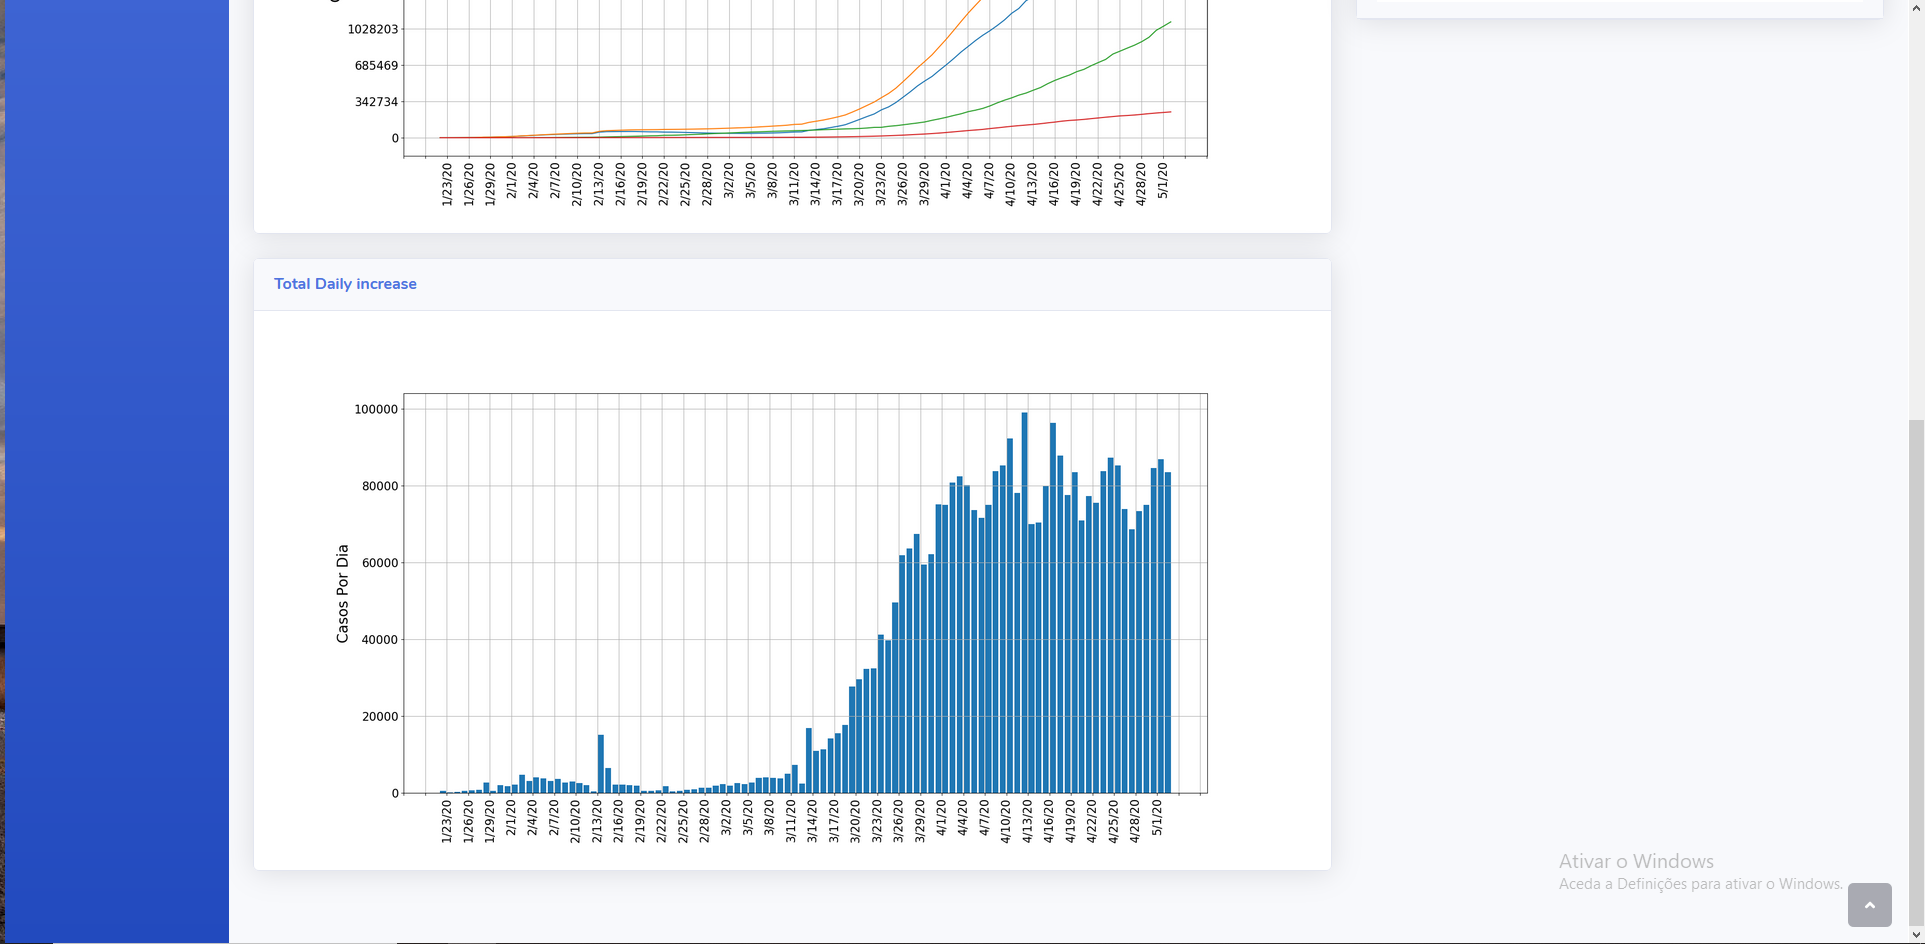 1028203
685469
342734
0
1/23/20 1/26/20 1/29/20 2/1/20 2/4/20 2/7/20 2/10/20 2/13/20 2/16/20 2/19/20 2/22/20 2/25/20 2/28/20 3/2/20 3/5/20 3/8/20 3/11/20 3/14/20 3/17/20 3/20/20 3/23/20 3/26/20 3/29/20 4/1/20 4/4/20 4/7/20 4/10/20 4/13/20 4/16/20 4/19/20 4/22/20 4/25/20 4/28/20 5/1/20
Total Daily increase
Casos Por Dia
100000
80000
60000
40000
20000
0
1/23/20 1/26/20 1/29/20 2/1/20 2/4/20 2/7/20 2/10/20 2/13/20 2/16/20 2/19/20 2/22/20 2/25/20 2/28/20 3/2/20 3/5/20 3/8/20 3/11/20 3/14/20 3/17/20 3/20/20 3/23/20 3/26/20 3/29/20 4/1/20 4/4/20 4/7/20 4/10/20 4/13/20 4/16/20 4/19/20 4/22/20 4/25/20 4/28/20 5/1/20
Ativar o Windows
Aceda a Definições para ativar o Windows.